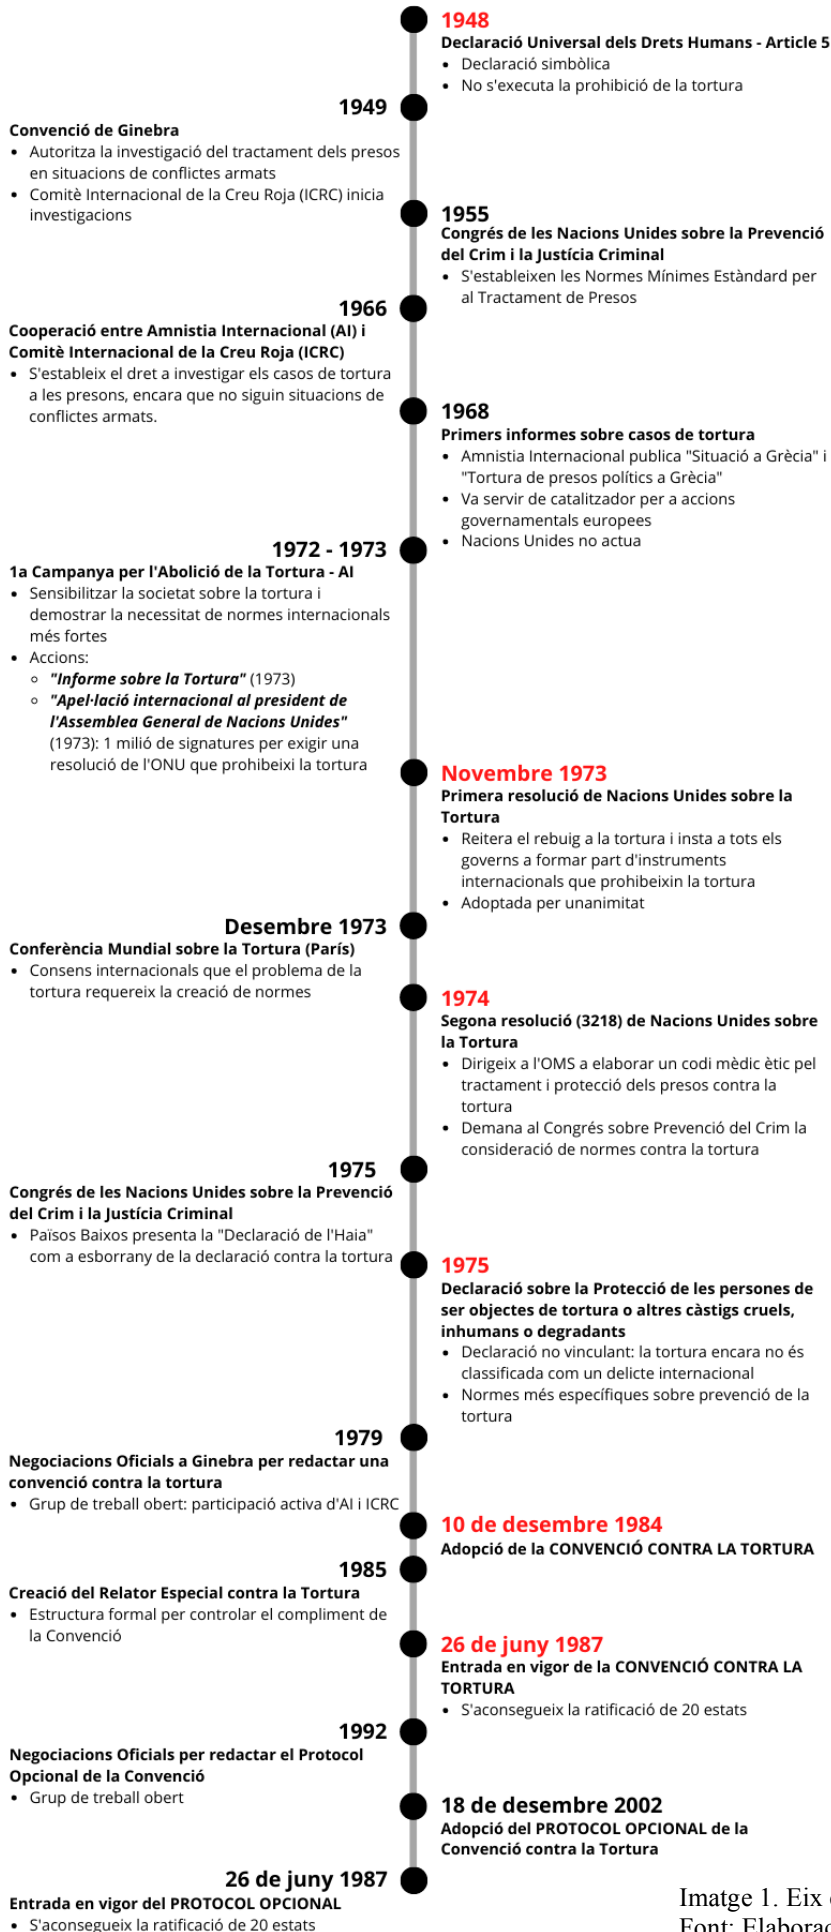 1948
Declaració Universal dels Drets Humans - Article 5
• Declaració simbòlica
• No s'executa la prohibició de la tortura
1949
Convenció de Ginebra
• Autoritza la investigació del tractament dels presos
en situacions de conflictes armats
• Comitè Internacional de la Creu Roja (ICRC) inicia
investigacions
1955
Congrés de les Nacions Unides sobre la Prevenció
del Crim i la Justícia Criminal
• S'estableixen les Normes Mínimes Estàndard per
al Tractament de Presos
1966
Cooperació entre Amnistia Internacional (AI) i
Comitè Internacional de la Creu Roja (ICRC)
• S'estableix el dret a investigar els casos de tortura
a les presons, encara que no siguin situacions de
conflictes armats.
1968
Primers informes sobre casos de tortura
• Amnistia Internacional publica "Situació a Grècia" i
"Tortura de presos polítics a Grècia"
• Va servir de catalitzador per a accions
governamentals europees
• Nacions Unides no actua
1972 - 1973
1a Campanya per l'Abolició de la Tortura - AI
• Sensibilitzar la societat sobre la tortura i
demostrar la necessitat de normes internacionals
més fortes
• Accions:
◦ "Informe sobre la Tortura" (1973)
◦ "Apel·lació internacional al president de
l'Assemblea General de Nacions Unides"
(1973): 1 milió de signatures per exigir una
resolució de l'ONU que prohibeixi la tortura
Novembre 1973
Primera resolució de Nacions Unides sobre la
Tortura
• Reitera el rebuig a la tortura i insta a tots els
governs a formar part d'instruments
internacionals que prohibeixin la tortura
• Adoptada per unanimitat
Desembre 1973
Conferència Mundial sobre la Tortura (París)
• Consens internacionals que el problema de la
tortura requereix la creació de normes
1974
Segona resolució (3218) de Nacions Unides sobre
la Tortura
• Dirigeix a l'OMS a elaborar un codi mèdic ètic pel
tractament i protecció dels presos contra la
tortura
• Demana al Congrés sobre Prevenció del Crim la
consideració de normes contra la tortura
1975
Congrés de les Nacions Unides sobre la Prevenció
del Crim i la Justícia Criminal
• Països Baixos presenta la "Declaració de l'Haia"
com a esborrany de la declaració contra la tortura
1975
Declaració sobre la Protecció de les persones de
ser objectes de tortura o altres càstigs cruels,
inhumans o degradants
• Declaració no vinculant: la tortura encara no és
classificada com un delicte internacional
• Normes més específiques sobre prevenció de la
tortura
1979
Negociacions Oficials a Ginebra per redactar una
convenció contra la tortura
• Grup de treball obert: participació activa d'AI i ICRC
10 de desembre 1984
Adopció de la CONVENCIÓ CONTRA LA TORTURA
1985
Creació del Relator Especial contra la Tortura
• Estructura formal per controlar el compliment de
la Convenció
26 de juny 1987
Entrada en vigor de la CONVENCIÓ CONTRA LA
TORTURA
• S'aconsegueix la ratificació de 20 estats
1992
Negociacions Oficials per redactar el Protocol
Opcional de la Convenció
• Grup de treball obert
18 de desembre 2002
Adopció del PROTOCOL OPCIONAL de la
Convenció contra la Tortura
26 de juny 1987
Entrada en vigor del PROTOCOL OPCIONAL
• S'aconsegueix la ratificació de 20 estats
Imatge 1. Eix
Font: